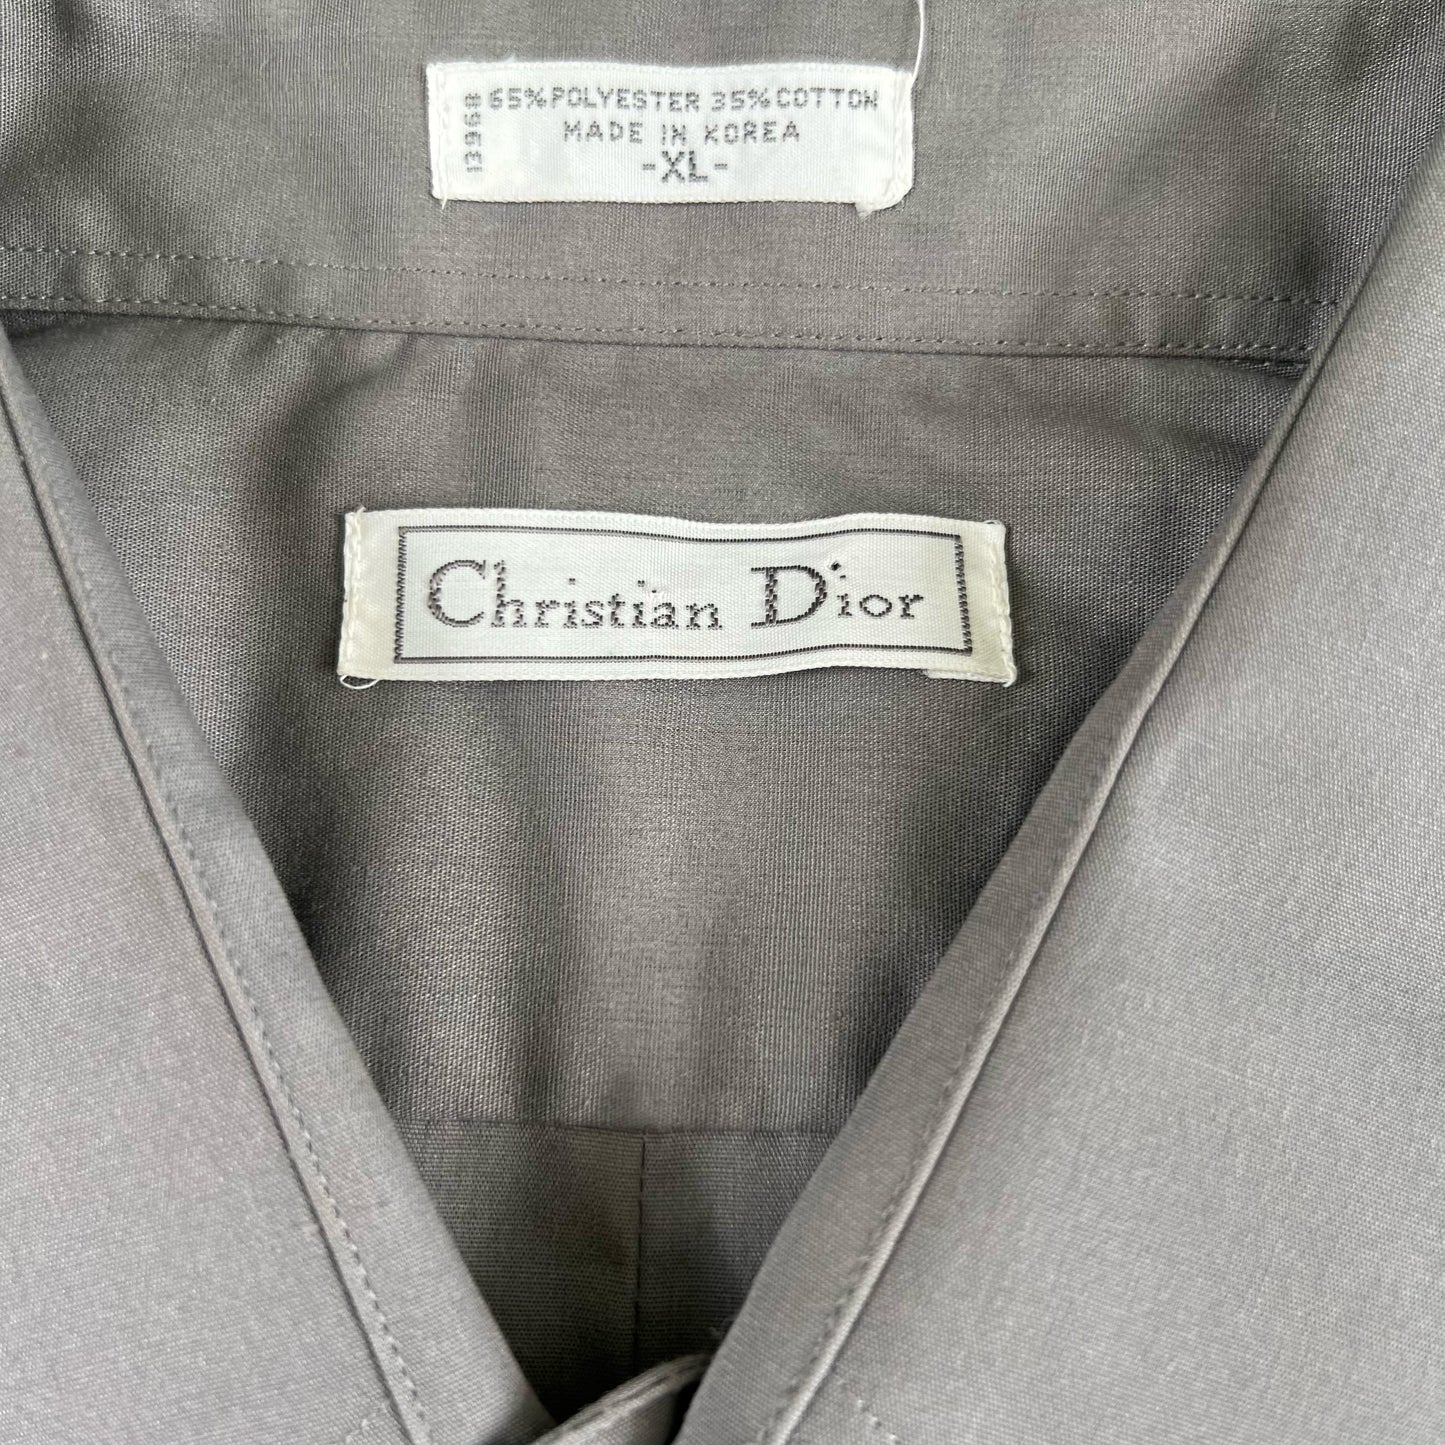 65% POLYESTER 35% COTTON
MADE IN KOREA
-XL-
13968
Christian Dior